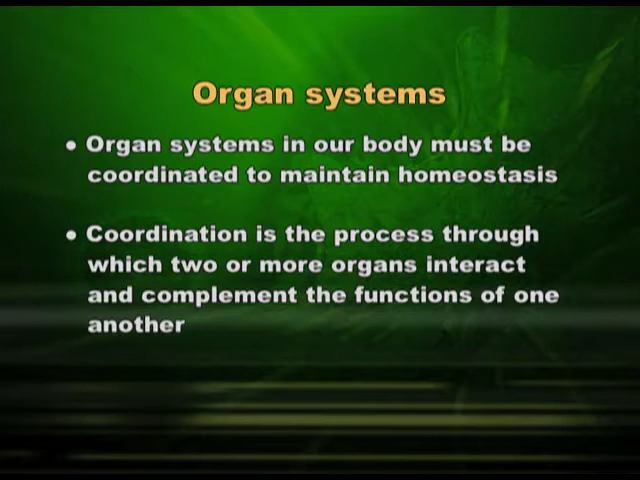 Organ systems
• Organ systems in our body must be
coordinated to maintain homeostasis
• Coordination is the process through
which two or more organs interact
and complement the functions of one
another